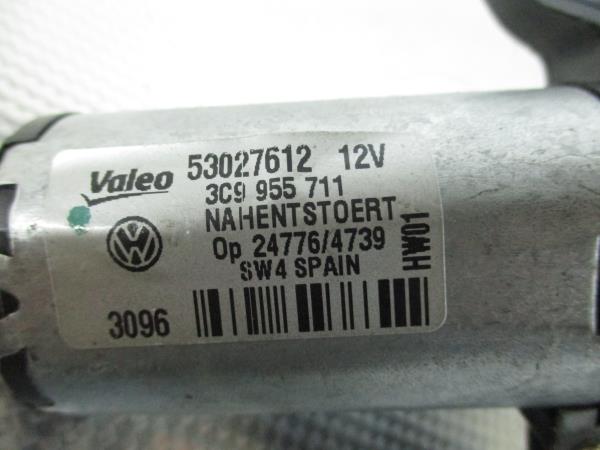 Valeo 53027612 12V
3C9 955 711
NAHENTSTOERT
Op 24776/4739
SW4 SPAIN
HW01
3096